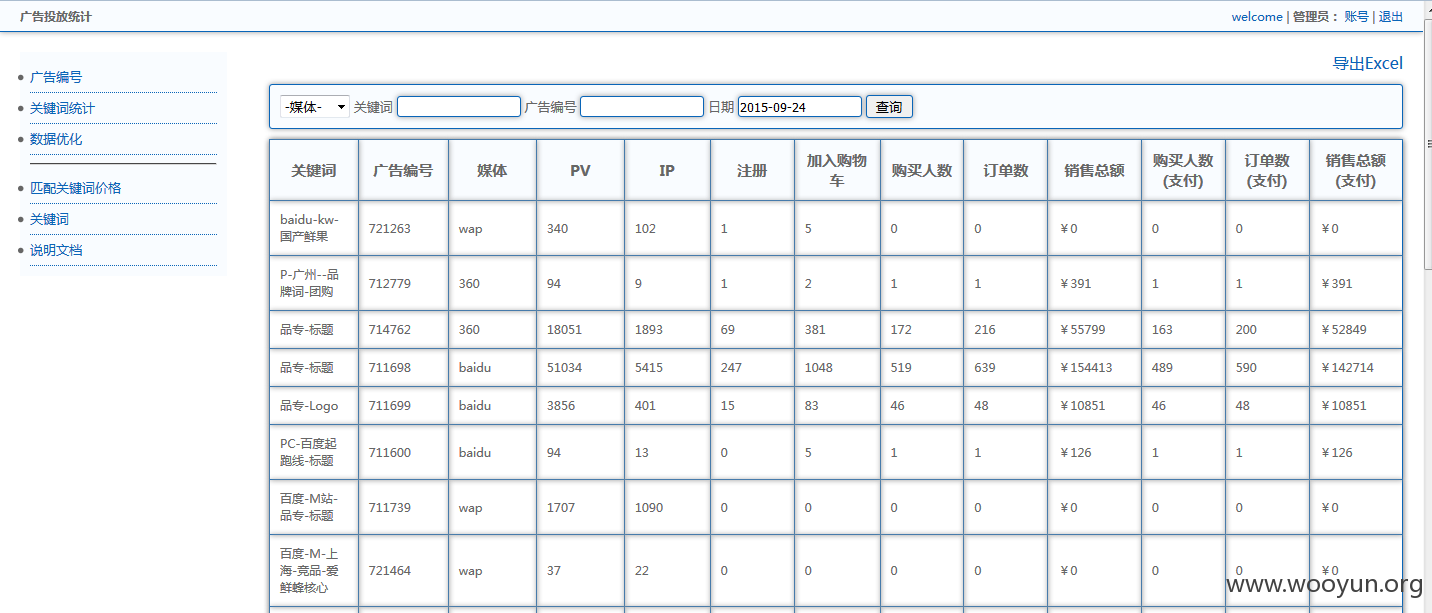 广告投放统计
welcome | 管理员： 账号 | 退出
广告编号
关键词统计
数据优化
匹配关键词价格
关键词
说明文档
导出Excel
-媒体- 关键词 广告编号 日期 2015-09-24 查询
关键词 广告编号 媒体 PV IP 注册 加入购物车 购买人数 订单数 销售总额 购买人数(支付) 订单数(支付) 销售总额(支付)
baidu-kw-国产鲜果 721263 wap 340 102 1 5 0 0 ￥0 0 0 ￥0
P-广州--品牌词-团购 712779 360 94 9 1 2 1 1 ￥391 1 1 ￥391
品专-标题 714762 360 18051 1893 69 381 172 216 ￥55799 163 200 ￥52849
品专-标题 711698 baidu 51034 5415 247 1048 519 639 ￥154413 489 590 ￥142714
品专-Logo 711699 baidu 3856 401 15 83 46 48 ￥10851 46 48 ￥10851
PC-百度起跑线-标题 711600 baidu 94 13 0 5 1 1 ￥126 1 1 ￥126
百度-M站-品专-标题 711739 wap 1707 1090 0 0 0 0 ￥0 0 0 ￥0
百度-M-上海-竞品-爱鲜蜂核心 721464 wap 37 22 0 0 0 0 ￥0 0 0 ￥0
www.wooyun.org